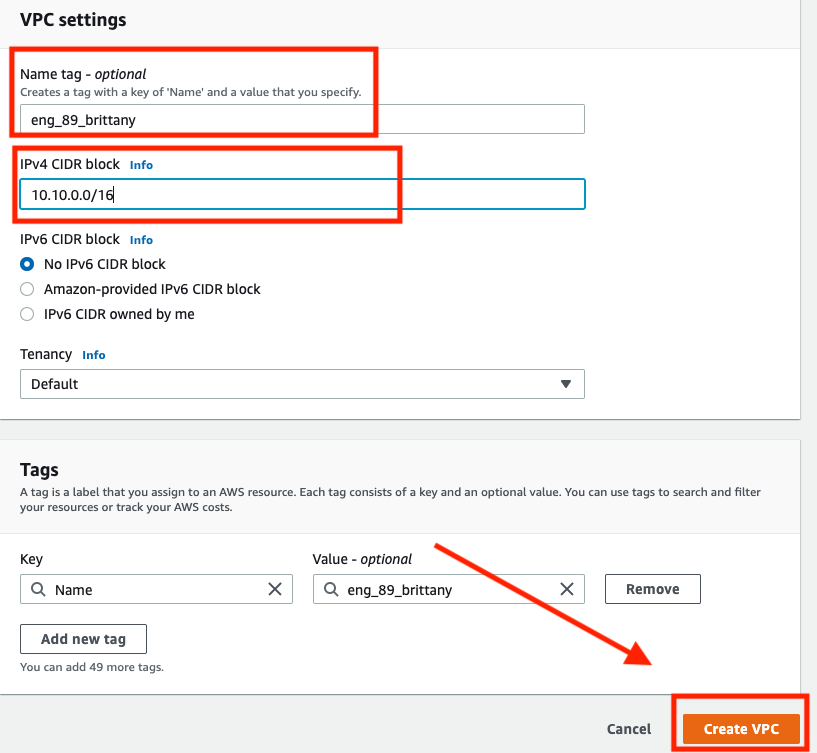 VPC settings
Name tag - optional
Creates a tag with a key of 'Name' and a value that you specify.
eng_89_brittany
IPv4 CIDR block Info
10.10.0.0/16
IPv6 CIDR block Info
No IPv6 CIDR block
Amazon-provided IPv6 CIDR block
IPv6 CIDR owned by me
Tenancy Info
Default
Tags
A tag is a label that you assign to an AWS resource. Each tag consists of a key and an optional value. You can use tags to search and filter
your resources or track your AWS costs.
Key Value - optional
Name eng_89_brittany Remove
Add new tag
You can add 49 more tags.
Cancel Create VPC